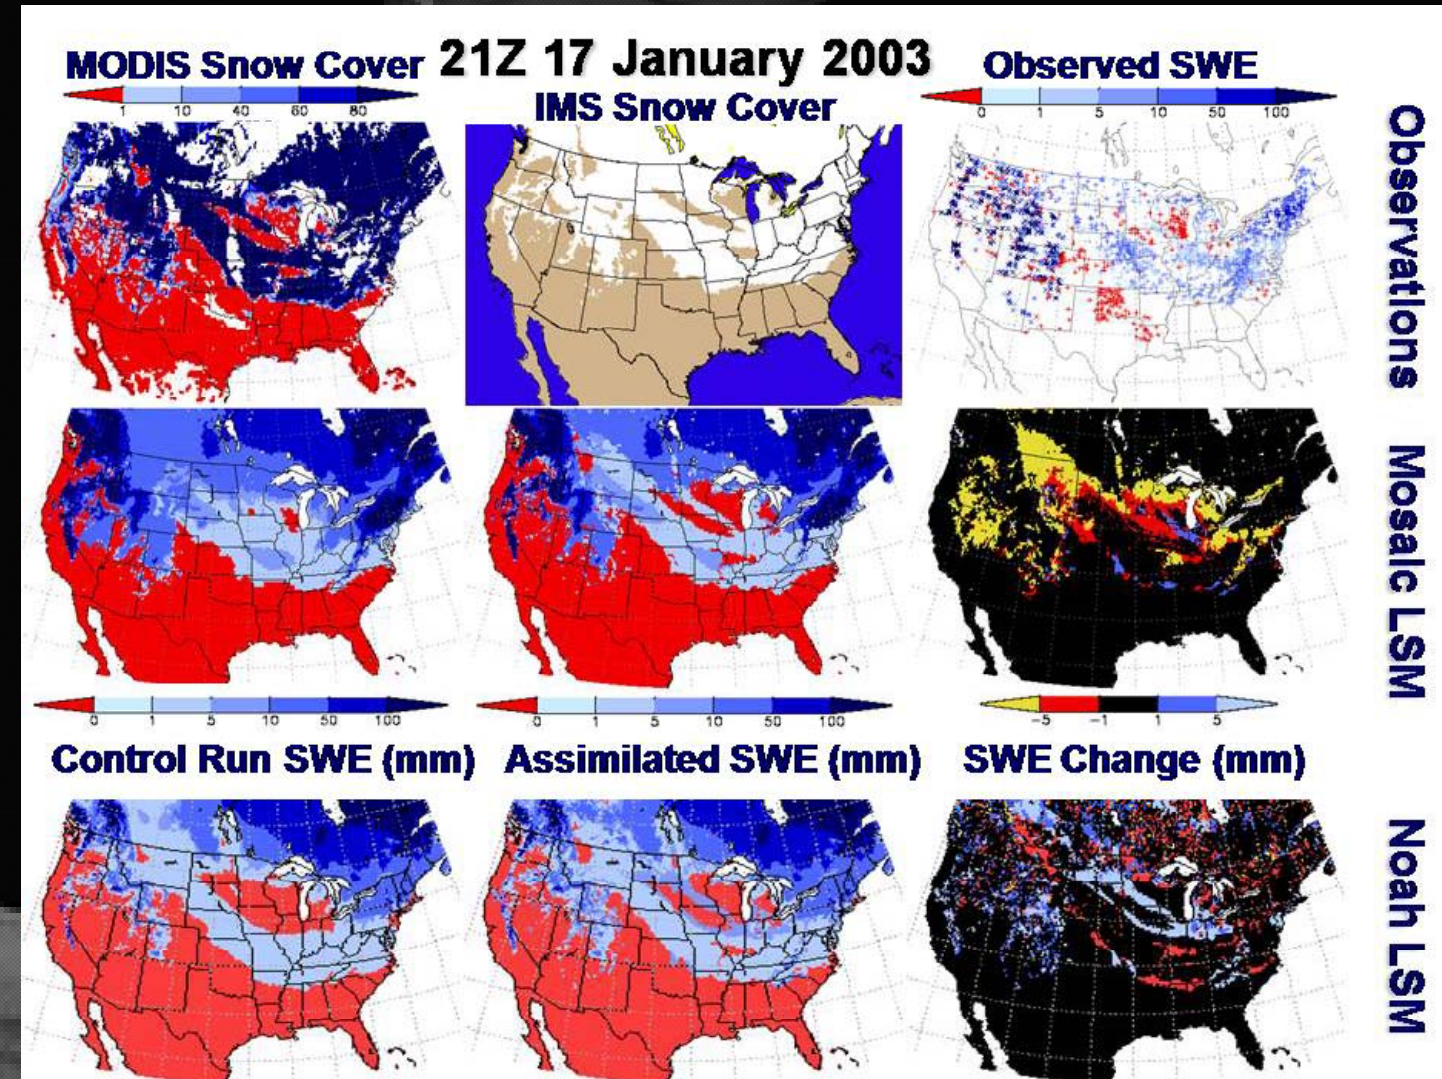 21Z 17 January 2003
MODIS Snow Cover
1 10 40 60 80
IMS Snow Cover
Observed SWE
0 1 5 10 50 100
Observations
Mosaic LSM
0 1 5 10 50 100
0 1 5 10 50 100
-5 -1 1 5
Control Run SWE (mm)
Assimilated SWE (mm)
SWE Change (mm)
Noah LSM